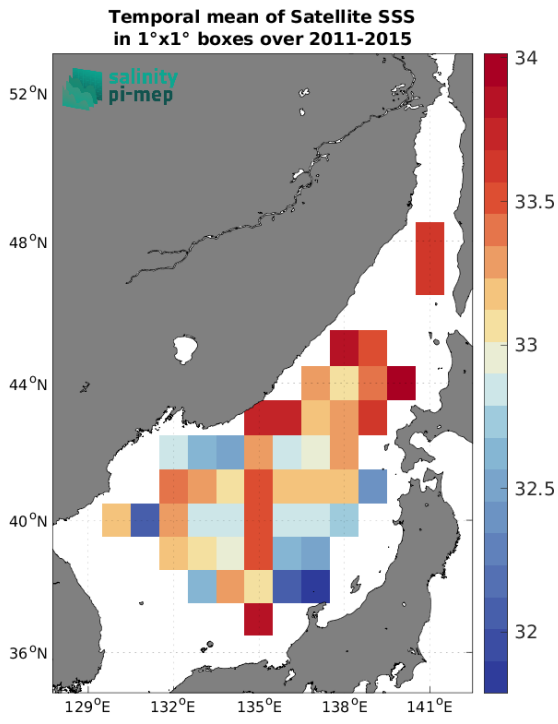 Temporal mean of Satellite SSS
in 1°x1° boxes over 2011-2015
salinity
pi-mep
52°N
48°N
44°N
40°N
36°N
129°E 132°E 135°E 138°E 141°E
34
33.5
33
32.5
32